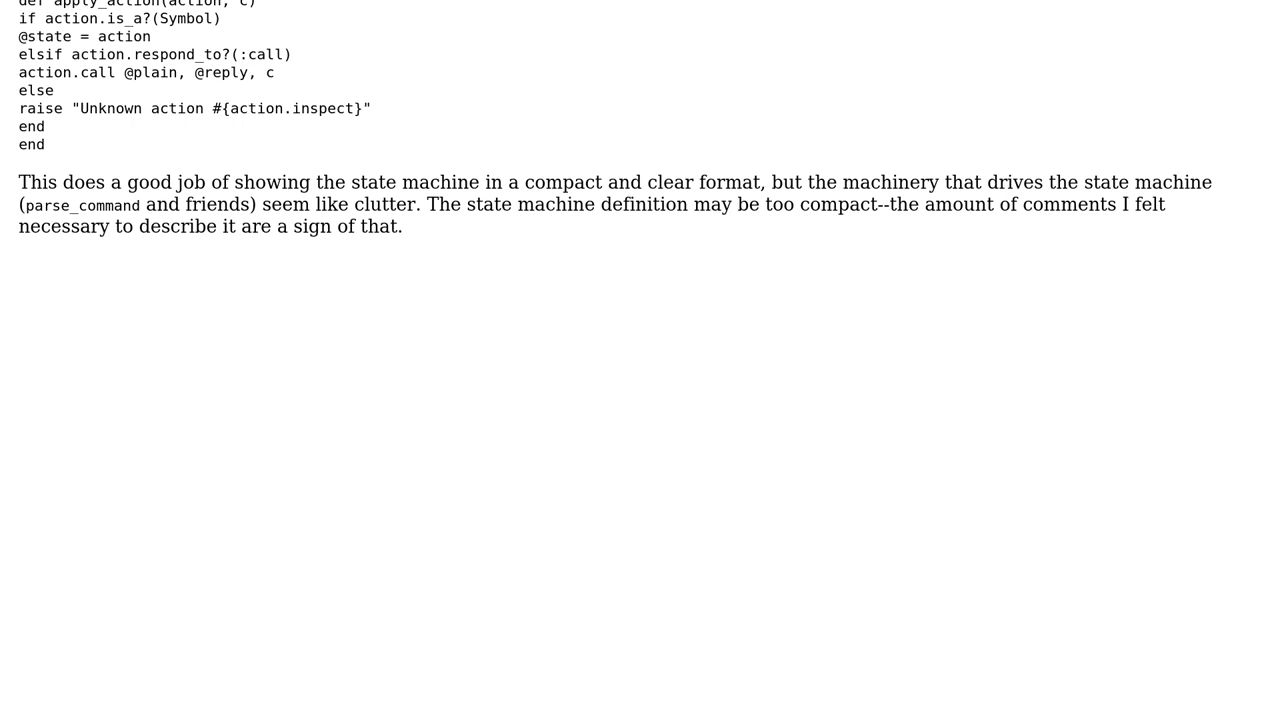 def apply_action(action, c)
if action.is_a?(Symbol)
@state = action
elsif action.respond_to?(:call)
action.call @plain, @reply, c
else
raise "Unknown action #{action.inspect}"
end
end
This does a good job of showing the state machine in a compact and clear format, but the machinery that drives the state machine
(parse_command and friends) seem like clutter. The state machine definition may be too compact--the amount of comments I felt
necessary to describe it are a sign of that.